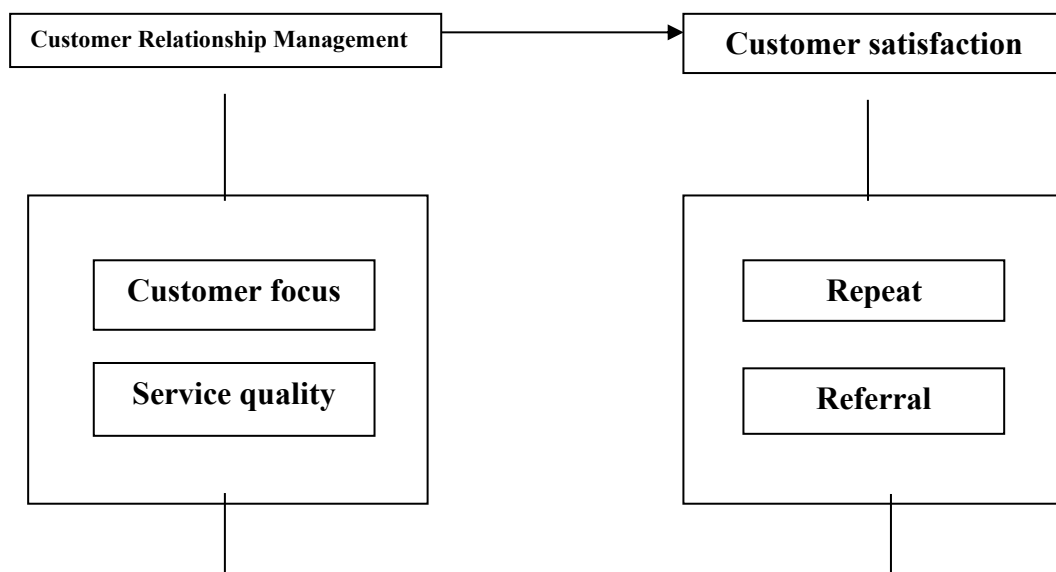 Customer Relationship Management
Customer satisfaction
Customer focus
Service quality
Repeat
Referral